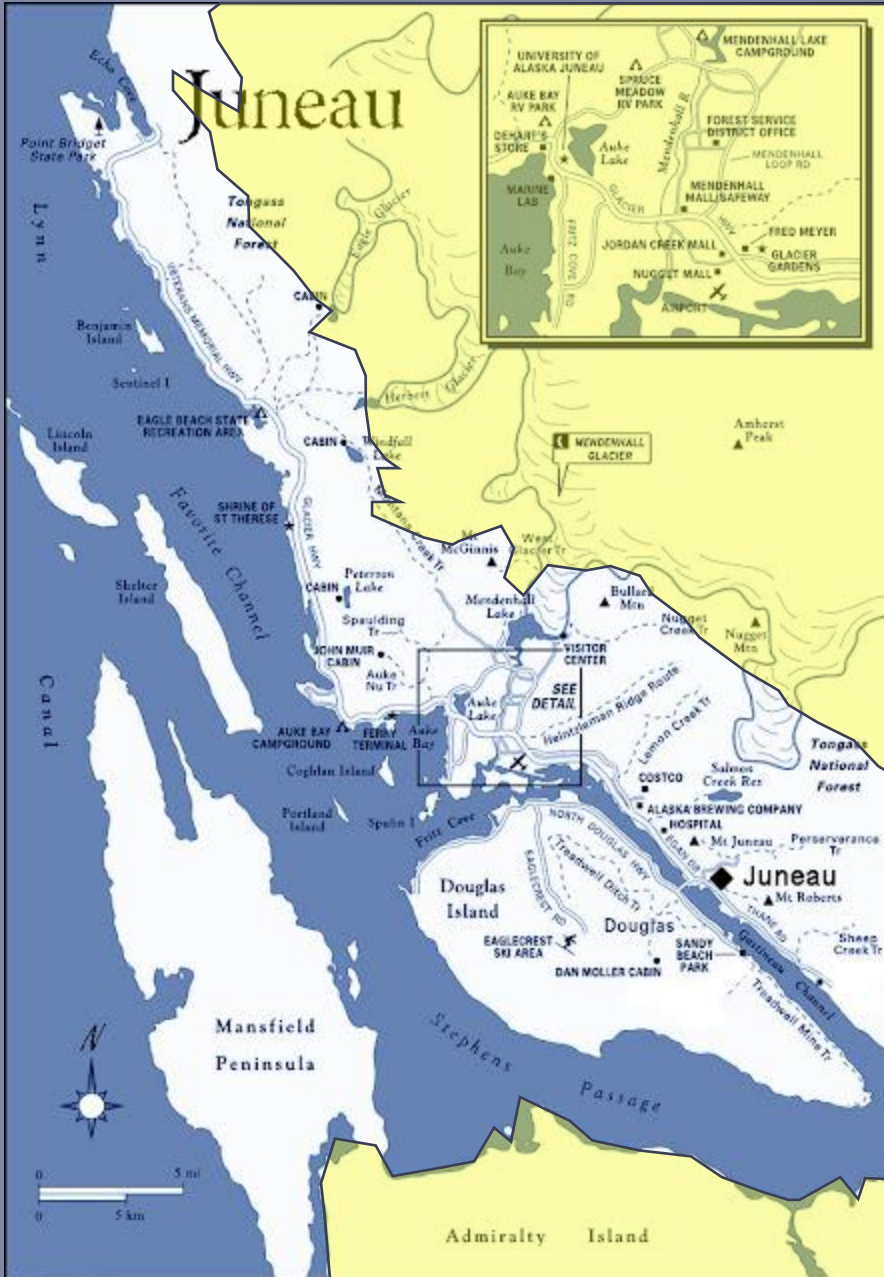 Juneau
Echo Cove
Point Bridget
State Park
Lynn
Canal
Tongass
National
Forest
Eagle Glacier
CABIN
VETERANS MEMORIAL HWY
Benjamin
Island
Sentinel I
Herbert Glacier
EAGLE BEACH STATE
RECREATION AREA
Lincoln
Island
CABIN
Windfall
Lake
Favorite Channel
SHRINE OF
ST THERESE
GLACIER HWY
Montana Creek Tr
Mt
McGinnis
West
Glacier Tr
MENDENHALL
GLACIER
Amherst
Peak
Shelter
Island
CABIN
Peterson
Lake
Spaulding
Tr
Mendenhall
Lake
Bullard
Mtn
Nugget
Creek Tr
Nugget
Mtn
VISITOR
CENTER
JOHN MUIR
CABIN
Auke
Nu Tr
Auke
Lake
SEE
DETAIL
Heintzleman Ridge Route
Lemon Creek Tr
AUKE BAY
CAMPGROUND
FERRY
TERMINAL
Auke
Bay
Coghlan Island
Portland
Island
Spuhn I
Fritz Cove
COSTCO
Salmon
Creek Res
Tongass
National
Forest
ALASKA BREWING COMPANY
HOSPITAL
EGAN DR
Mt Juneau
Perserverance
Tr
Juneau
Mt Roberts
THANE RD
NORTH DOUGLAS HWY
Treadwell Ditch Tr
EAGLECREST RD
Douglas
Island
Douglas
EAGLECREST
SKI AREA
DAN MOLLER CABIN
SANDY
BEACH
PARK
Gastineau Channel
Sheep
Creek Tr
Treadwell Mine Tr
Mansfield
Peninsula
Stephens Passage
N
0 5 mi
0 5 km
Admiralty Island
UNIVERSITY OF
ALASKA JUNEAU
MENDENHALL LAKE
CAMPGROUND
SPRUCE
MEADOW
RV PARK
AUKE BAY
RV PARK
DEHART'S
STORE
Auke
Lake
Mendenhall R
FOREST SERVICE
DISTRICT OFFICE
MENDENHALL
LOOP RD
MARINE
LAB
GLACIER HWY
MENDENHALL
MALL/SAFEWAY
Auke
Bay
FRITZ COVE RD
JORDAN CREEK MALL
FRED MEYER
GLACIER
GARDENS
NUGGET MALL
AIRPORT